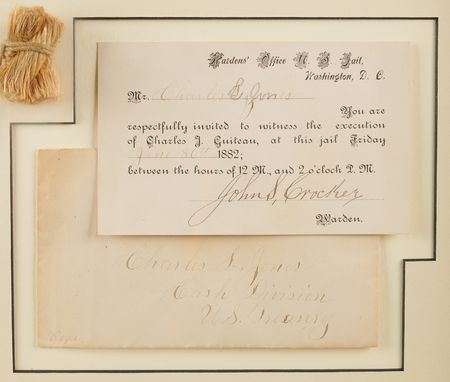 Wardens' Office U. S. Jail,
Washington, D. C.
Mr. Charles S. Jones
You are
respectfully invited to witness the execution
of Charles J. Guiteau, at this jail Friday
June 30th 1882;
between the hours of 12 M., and 2 o'clock P. M.
John S. Crocker
Warden.
Charles S. Jones
Cash Division
U.S. Treasury
Rope